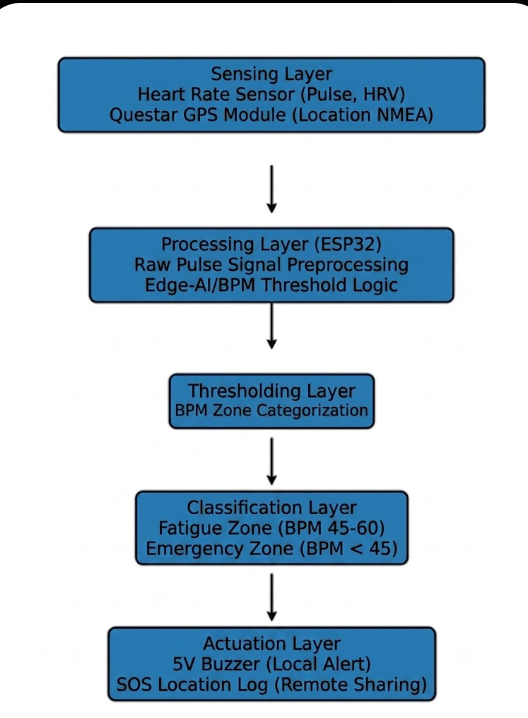 Sensing Layer
Heart Rate Sensor (Pulse, HRV)
Questar GPS Module (Location NMEA)
Processing Layer (ESP32)
Raw Pulse Signal Preprocessing
Edge-AI/BPM Threshold Logic
Thresholding Layer
BPM Zone Categorization
Classification Layer
Fatigue Zone (BPM 45-60)
Emergency Zone (BPM < 45)
Actuation Layer
5V Buzzer (Local Alert)
SOS Location Log (Remote Sharing)